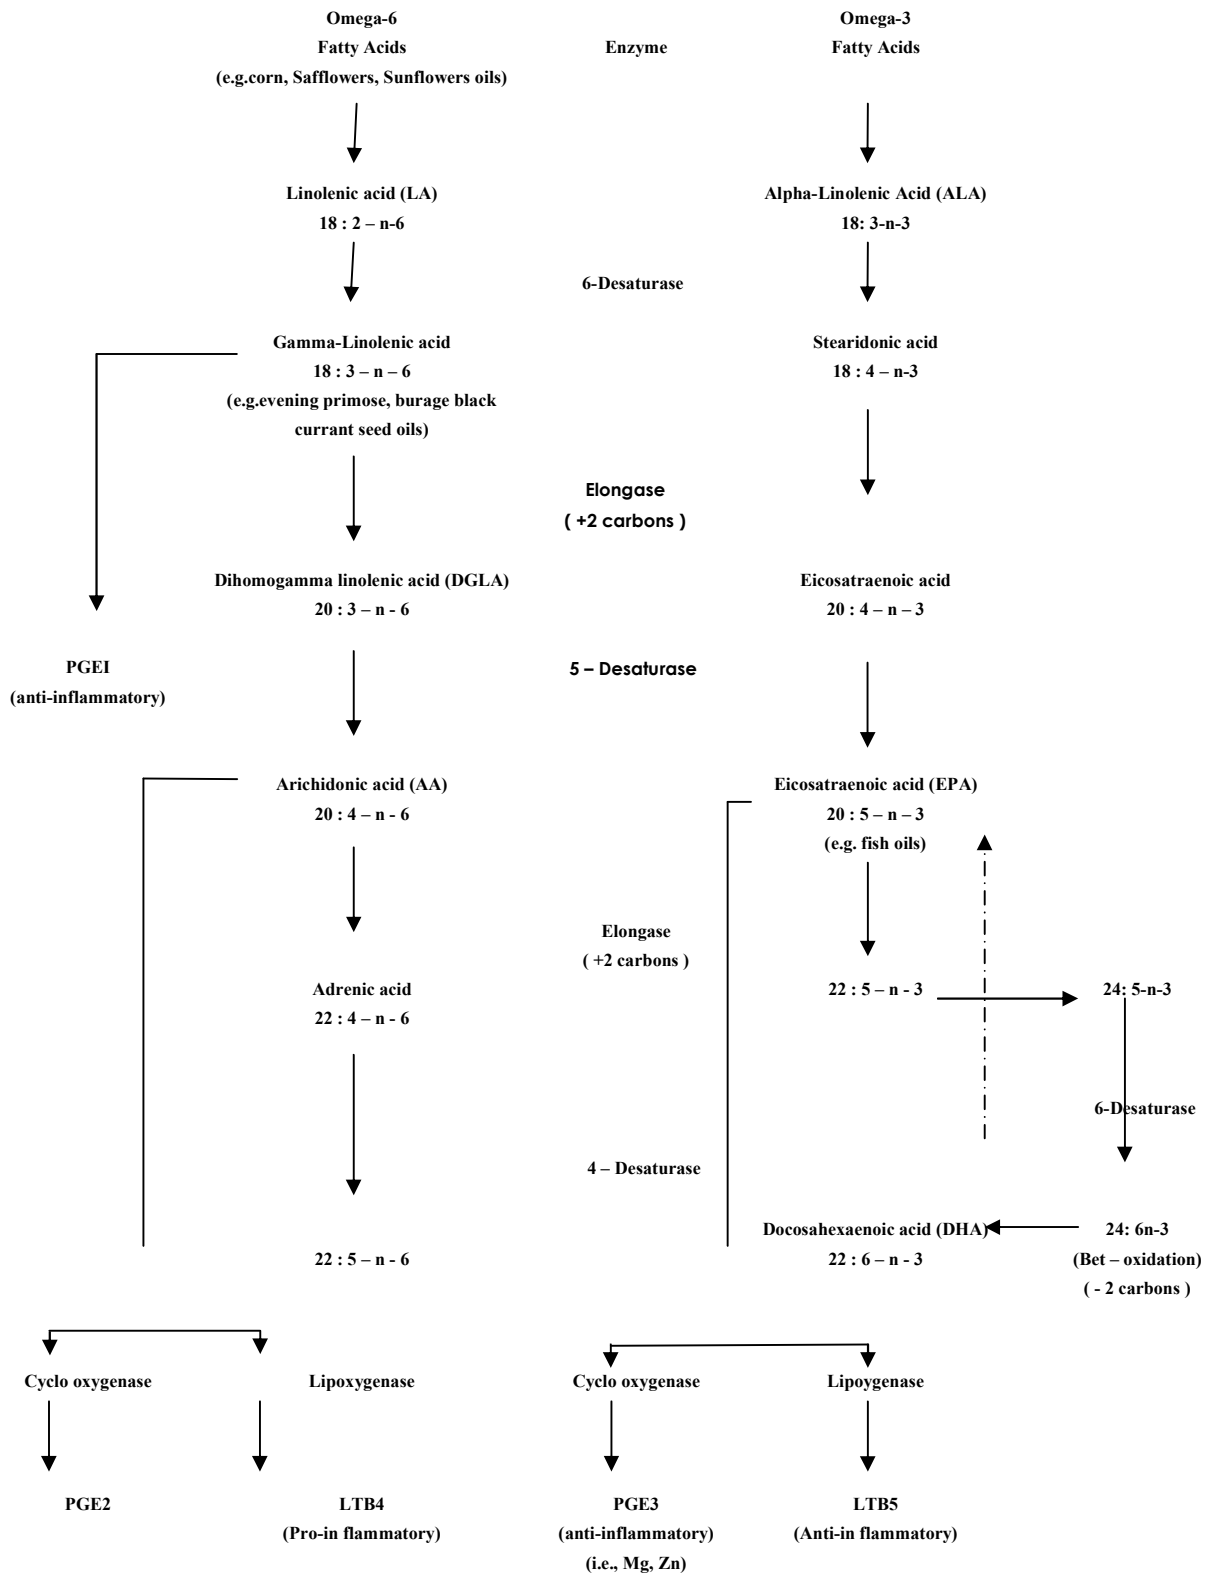 Omega-6
Fatty Acids
(e.g.corn, Safflowers, Sunflowers oils)
Enzyme
Omega-3
Fatty Acids
Linolenic acid (LA)
18 : 2 – n-6
Alpha-Linolenic Acid (ALA)
18: 3-n-3
6-Desaturase
Gamma-Linolenic acid
18 : 3 – n – 6
(e.g.evening primose, burage black
currant seed oils)
Stearidonic acid
18 : 4 – n-3
Elongase
( +2 carbons )
Dihomogamma linolenic acid (DGLA)
20 : 3 – n - 6
Eicosatraenoic acid
20 : 4 – n – 3
PGEI
(anti-inflammatory)
5 – Desaturase
Arichidonic acid (AA)
20 : 4 – n - 6
Eicosatraenoic acid (EPA)
20 : 5 – n – 3
(e.g. fish oils)
Elongase
( +2 carbons )
Adrenic acid
22 : 4 – n - 6
22 : 5 – n - 3
24: 5-n-3
6-Desaturase
4 – Desaturase
22 : 5 – n - 6
Docosahexaenoic acid (DHA)
22 : 6 – n - 3
24: 6n-3
(Bet – oxidation)
( - 2 carbons )
Cyclo oxygenase
Lipoxygenase
Cyclo oxygenase
Lipoygenase
PGE2
LTB4
(Pro-in flammatory)
PGE3
(anti-inflammatory)
(i.e., Mg, Zn)
LTB5
(Anti-in flammatory)